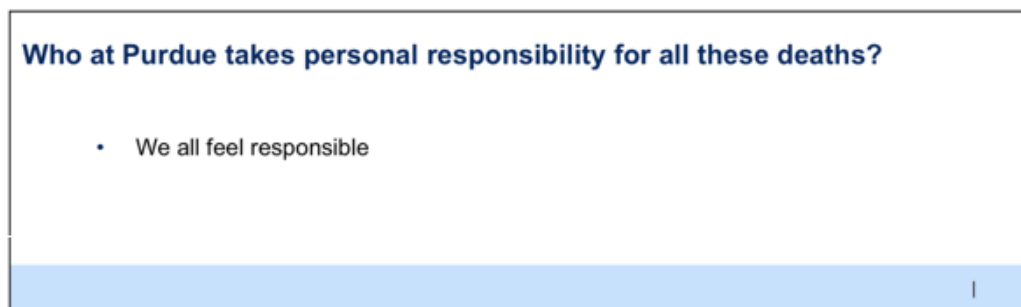 Who at Purdue takes personal responsibility for all these deaths?
• We all feel responsible
|